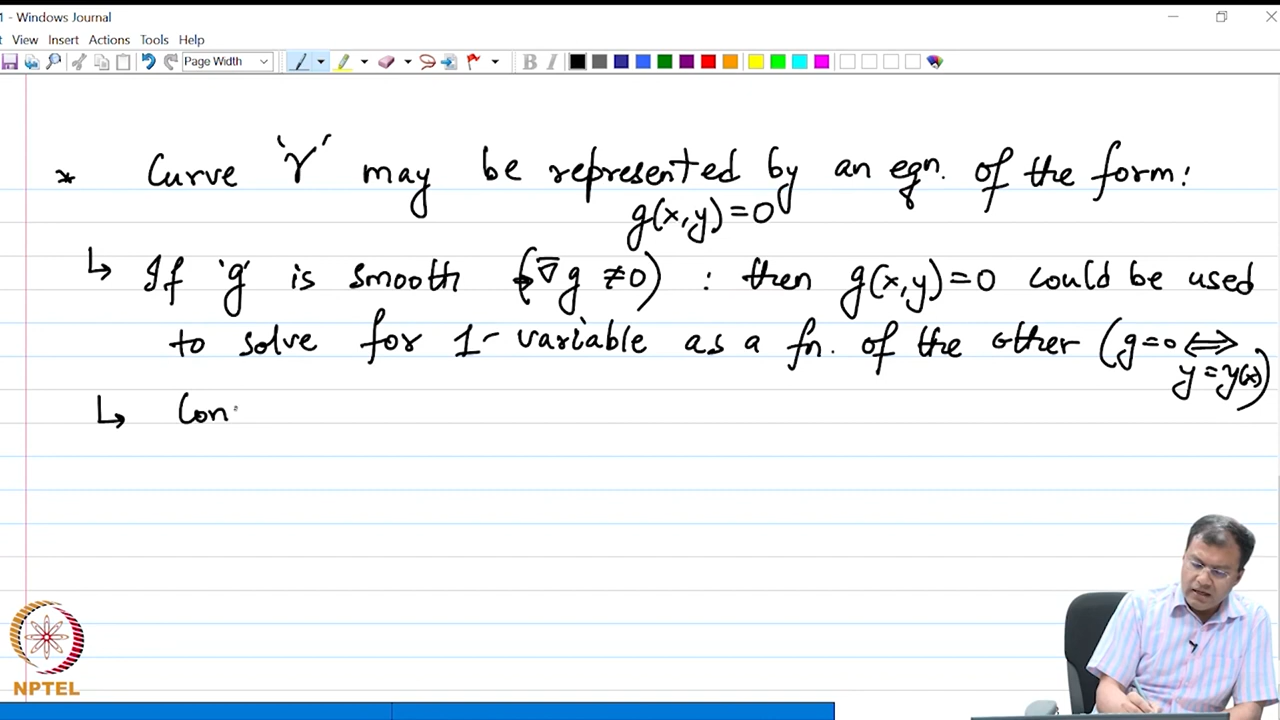 1 - Windows Journal
t View Insert Actions Tools Help
Page Width B I
* Curve 'γ' may be represented by an eqn. of the form:
g(x,y)=0
↳ If 'g' is smooth (∇̄g ≠0) : then g(x,y)=0 could be used
to solve for 1-variable as a fn. of the other (g=0 ⟺
y=y(x))
↳ Con
NPTEL